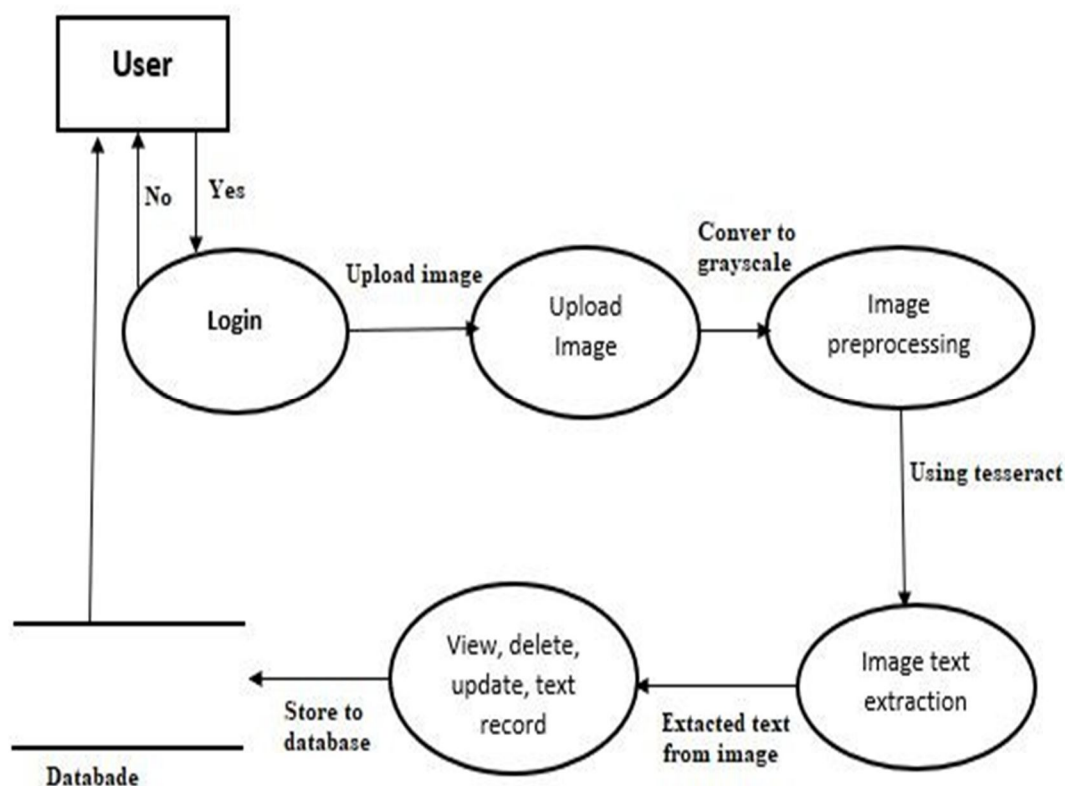 User
No
Yes
Login
Upload image
Upload
Image
Conver to
grayscale
Image
preprocessing
Using tesseract
Image text
extraction
Extacted text
from image
View, delete,
update, text
record
Store to
database
Databade